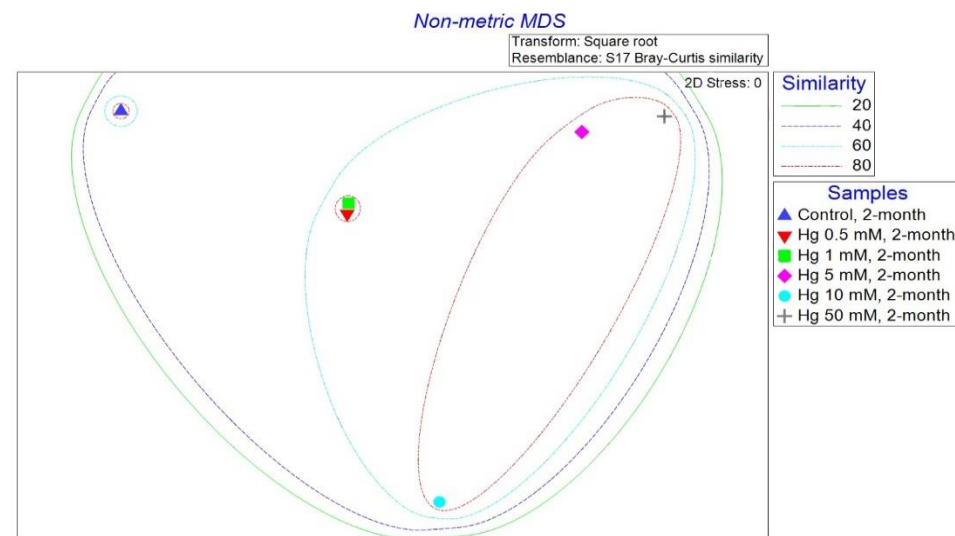 Non-metric MDS
Transform: Square root
Resemblance: S17 Bray-Curtis similarity
2D Stress: 0
Similarity
20
40
60
80
Samples
Control, 2-month
Hg 0.5 mM, 2-month
Hg 1 mM, 2-month
Hg 5 mM, 2-month
Hg 10 mM, 2-month
Hg 50 mM, 2-month